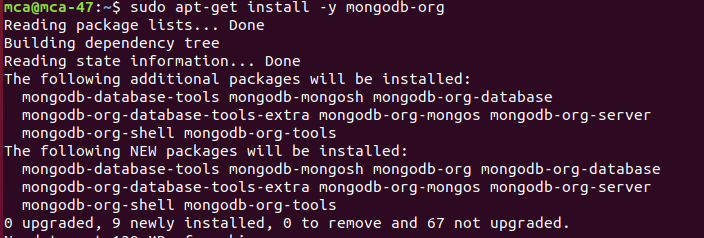 mca@mca-47:~$ sudo apt-get install -y mongodb-org
Reading package lists... Done
Building dependency tree
Reading state information... Done
The following additional packages will be installed:
  mongodb-database-tools mongodb-mongosh mongodb-org-database
  mongodb-org-database-tools-extra mongodb-org-mongos mongodb-org-server
  mongodb-org-shell mongodb-org-tools
The following NEW packages will be installed:
  mongodb-database-tools mongodb-mongosh mongodb-org mongodb-org-database
  mongodb-org-database-tools-extra mongodb-org-mongos mongodb-org-server
  mongodb-org-shell mongodb-org-tools
0 upgraded, 9 newly installed, 0 to remove and 67 not upgraded.